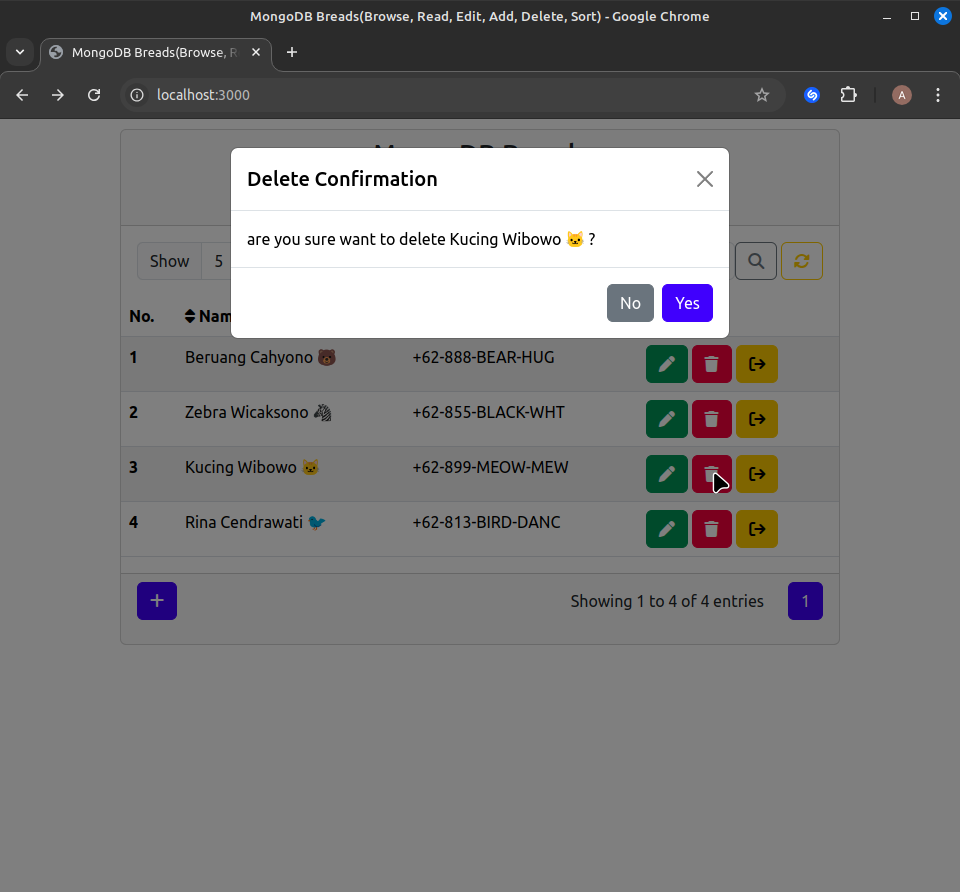 MongoDB Breads(Browse, Read, Edit, Add, Delete, Sort) - Google Chrome
MongoDB Breads(Browse, R
localhost:3000
A
Delete Confirmation
are you sure want to delete Kucing Wibowo 🐱 ?
No Yes
Show 5
No. Nam
1 Beruang Cahyono 🐻 +62-888-BEAR-HUG
2 Zebra Wicaksono 🦓 +62-855-BLACK-WHT
3 Kucing Wibowo 🐱 +62-899-MEOW-MEW
4 Rina Cendrawati 🐦 +62-813-BIRD-DANC
+ Showing 1 to 4 of 4 entries 1